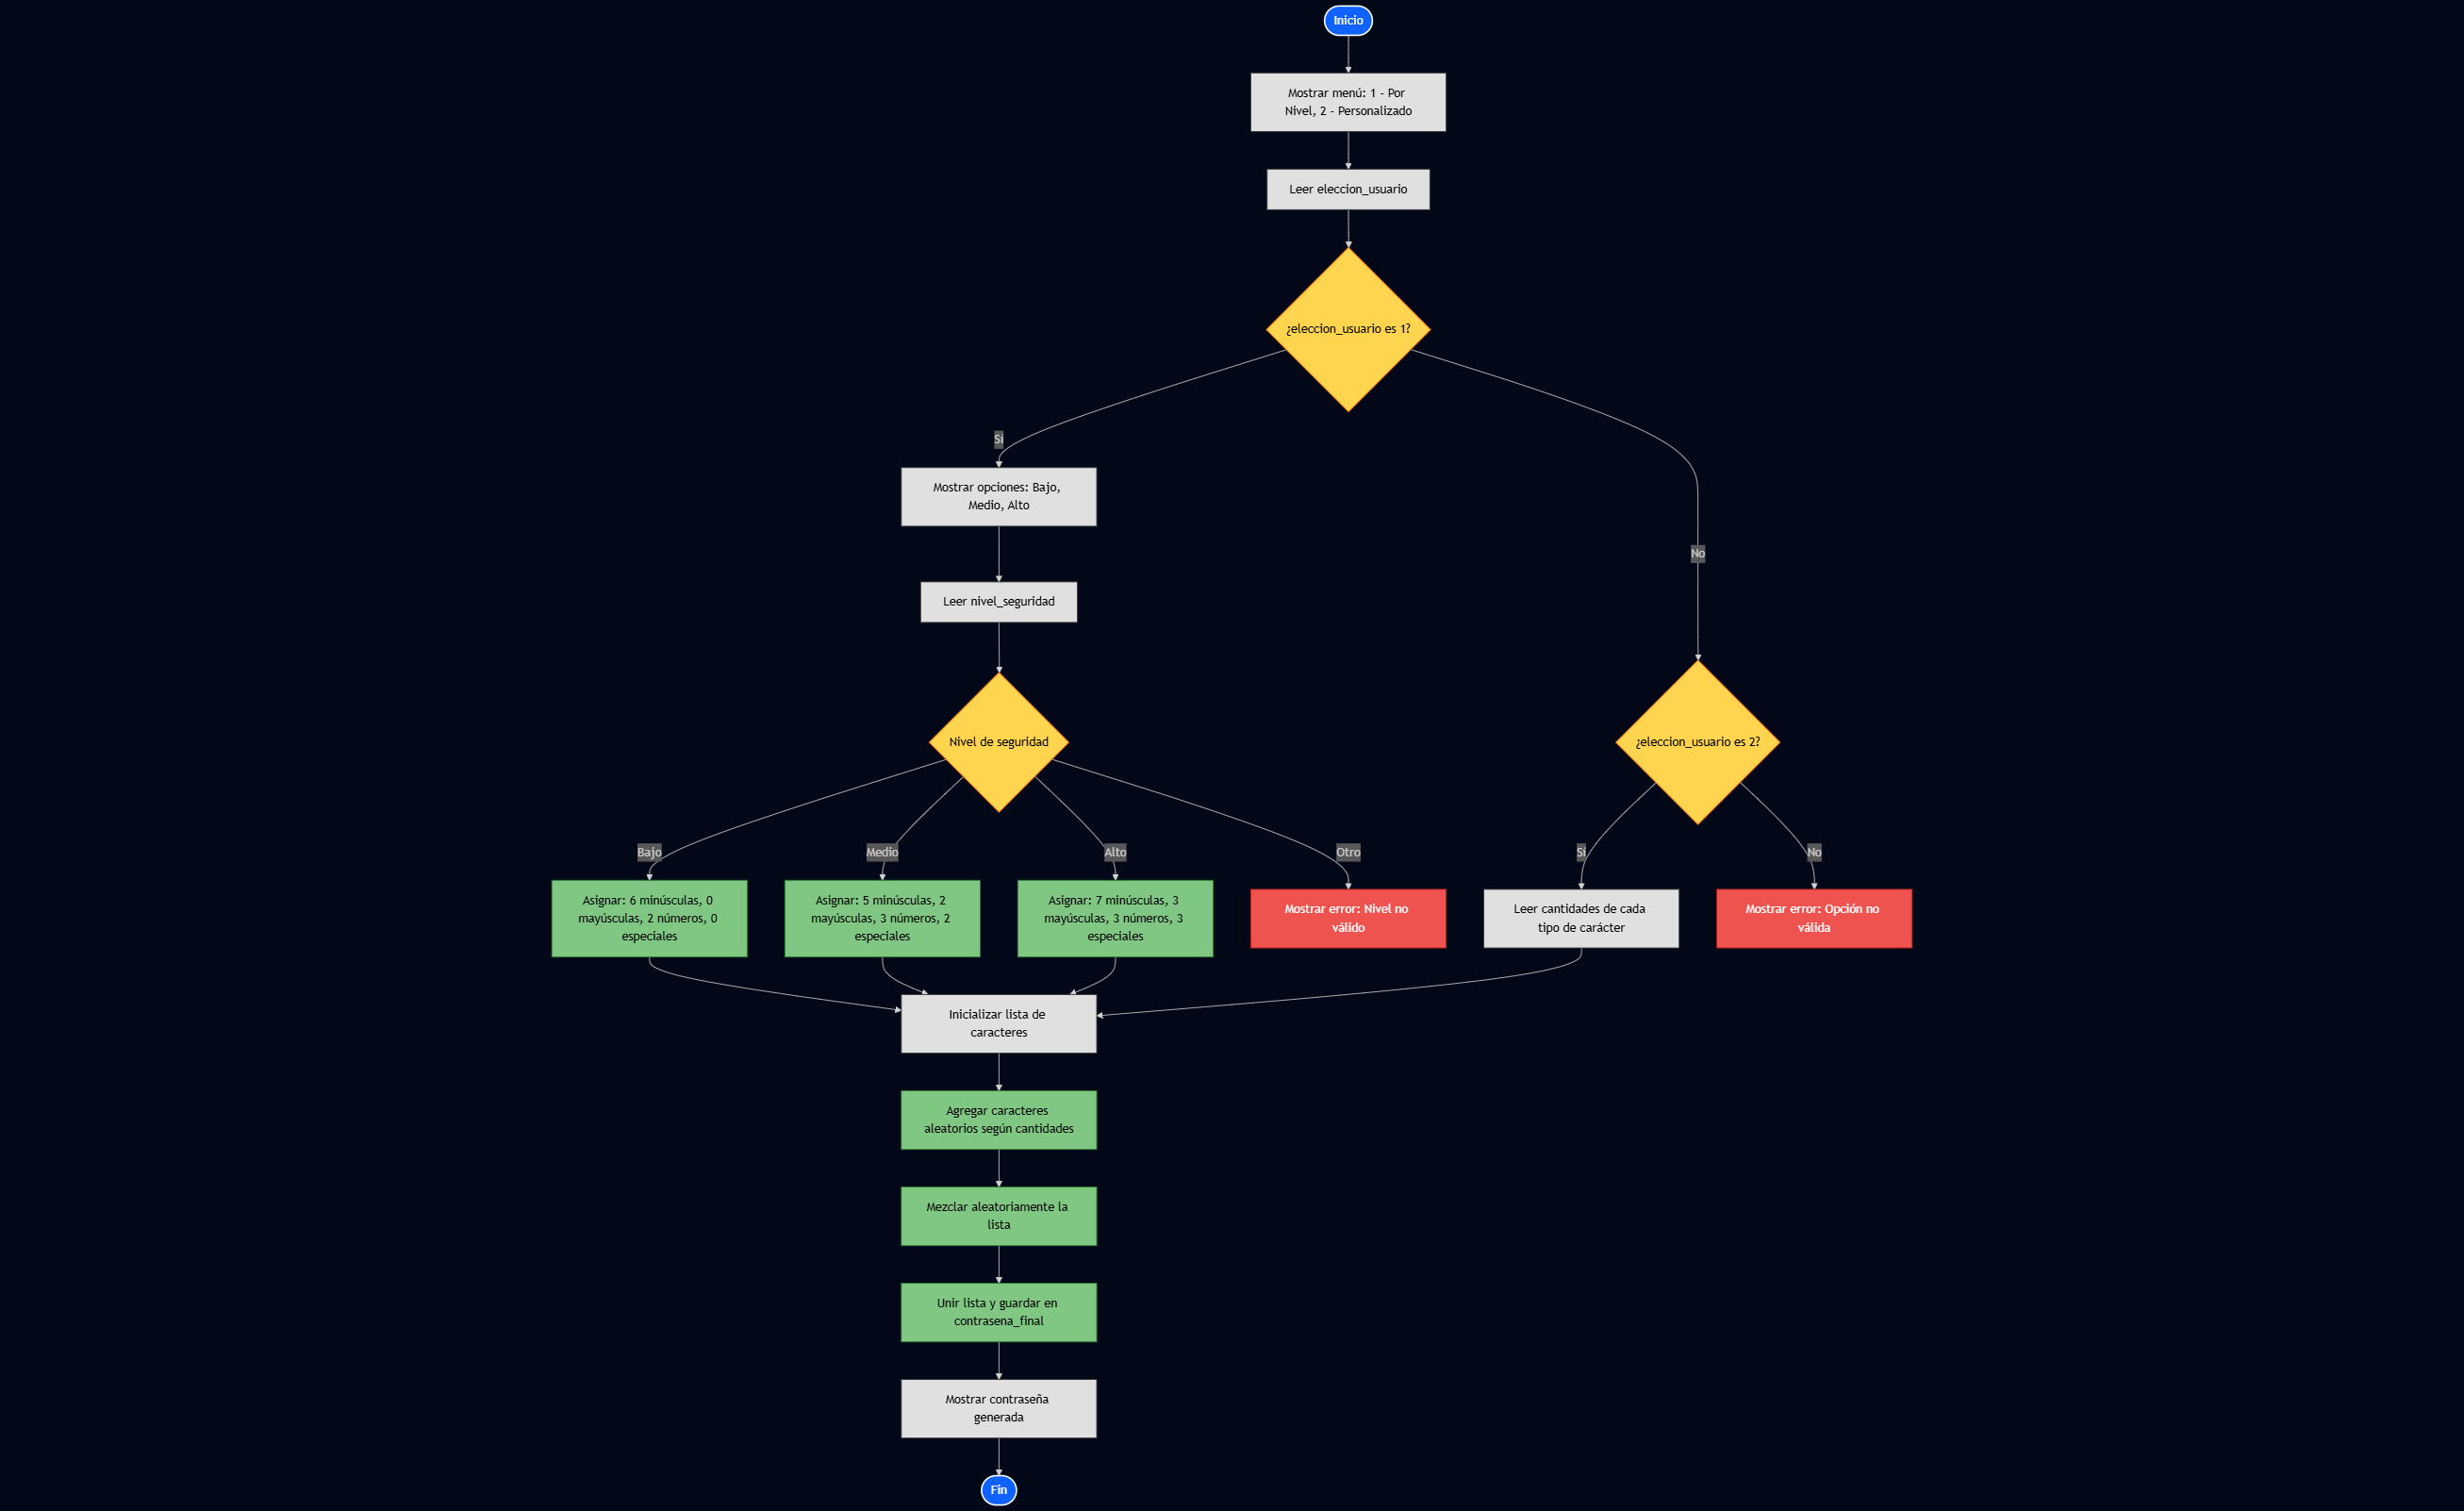 Inicio
Mostrar menú: 1 - Por
Nivel, 2 - Personalizado
Leer eleccion_usuario
¿eleccion_usuario es 1?
Sí
No
Mostrar opciones: Bajo,
Medio, Alto
Leer nivel_seguridad
Nivel de seguridad
¿eleccion_usuario es 2?
Bajo
Medio
Alto
Otro
Sí
No
Asignar: 6 minúsculas, 0
mayúsculas, 2 números, 0
especiales
Asignar: 5 minúsculas, 2
mayúsculas, 3 números, 2
especiales
Asignar: 7 minúsculas, 3
mayúsculas, 3 números, 3
especiales
Mostrar error: Nivel no
válido
Leer cantidades de cada
tipo de carácter
Mostrar error: Opción no
válida
Inicializar lista de
caracteres
Agregar caracteres
aleatorios según cantidades
Mezclar aleatoriamente la
lista
Unir lista y guardar en
contrasena_final
Mostrar contraseña
generada
Fin